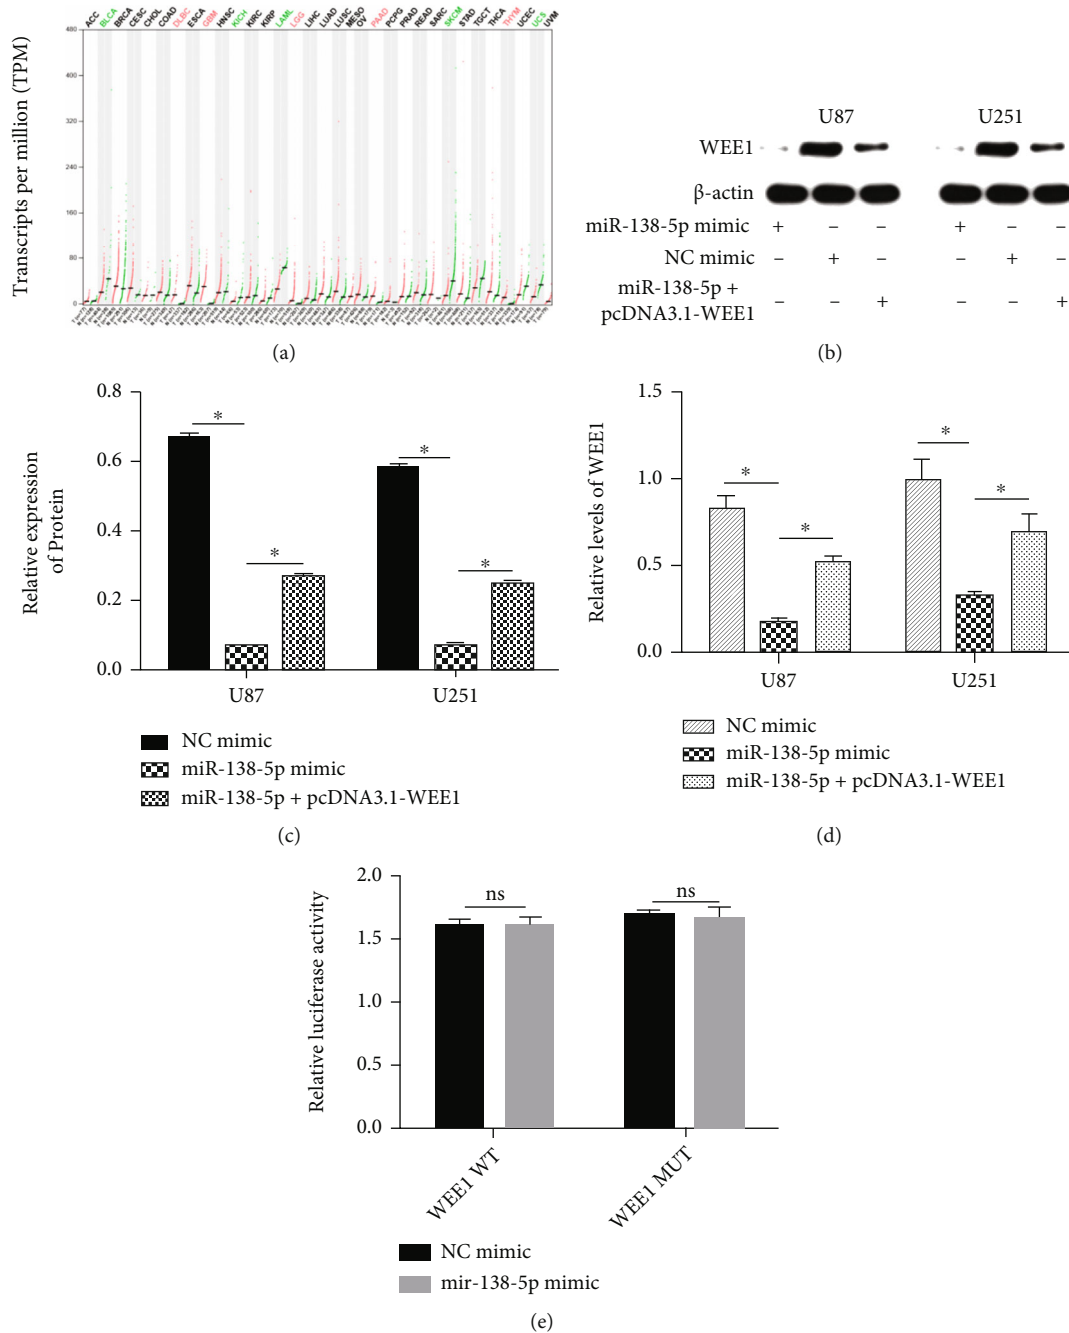 ACC BLCA BRCA CESC CHOL COAD DLBC ESCA GBM HNSC KICH KIRC KIRP LAML LGG LIHC LUAD LUSC MESO OV PAAD PCPG PRAD READ SARC SKCM STAD TGCT THCA THYM UCEC UCS UVM
Transcripts per million (TPM)
480
400
240
160
80
0
(a)
U87 U251
WEE1
β-actin
miR-138-5p mimic + – – + – –
NC mimic – + – – + –
miR-138-5p +
pcDNA3.1-WEE1 – – + – – +
(b)
Relative expression
of Protein
0.8
0.6
0.4
0.2
0.0
* * * *
U87 U251
NC mimic
miR-138-5p mimic
miR-138-5p + pcDNA3.1-WEE1
(c)
Relative levels of WEE1
1.5
1.0
0.5
0.0
* * * *
U87 U251
NC mimic
miR-138-5p mimic
miR-138-5p + pcDNA3.1-WEE1
(d)
Relative luciferase activity
2.0
1.5
1.0
0.5
0.0
ns ns
WEE1 WT WEE1 MUT
NC mimic
mir-138-5p mimic
(e)